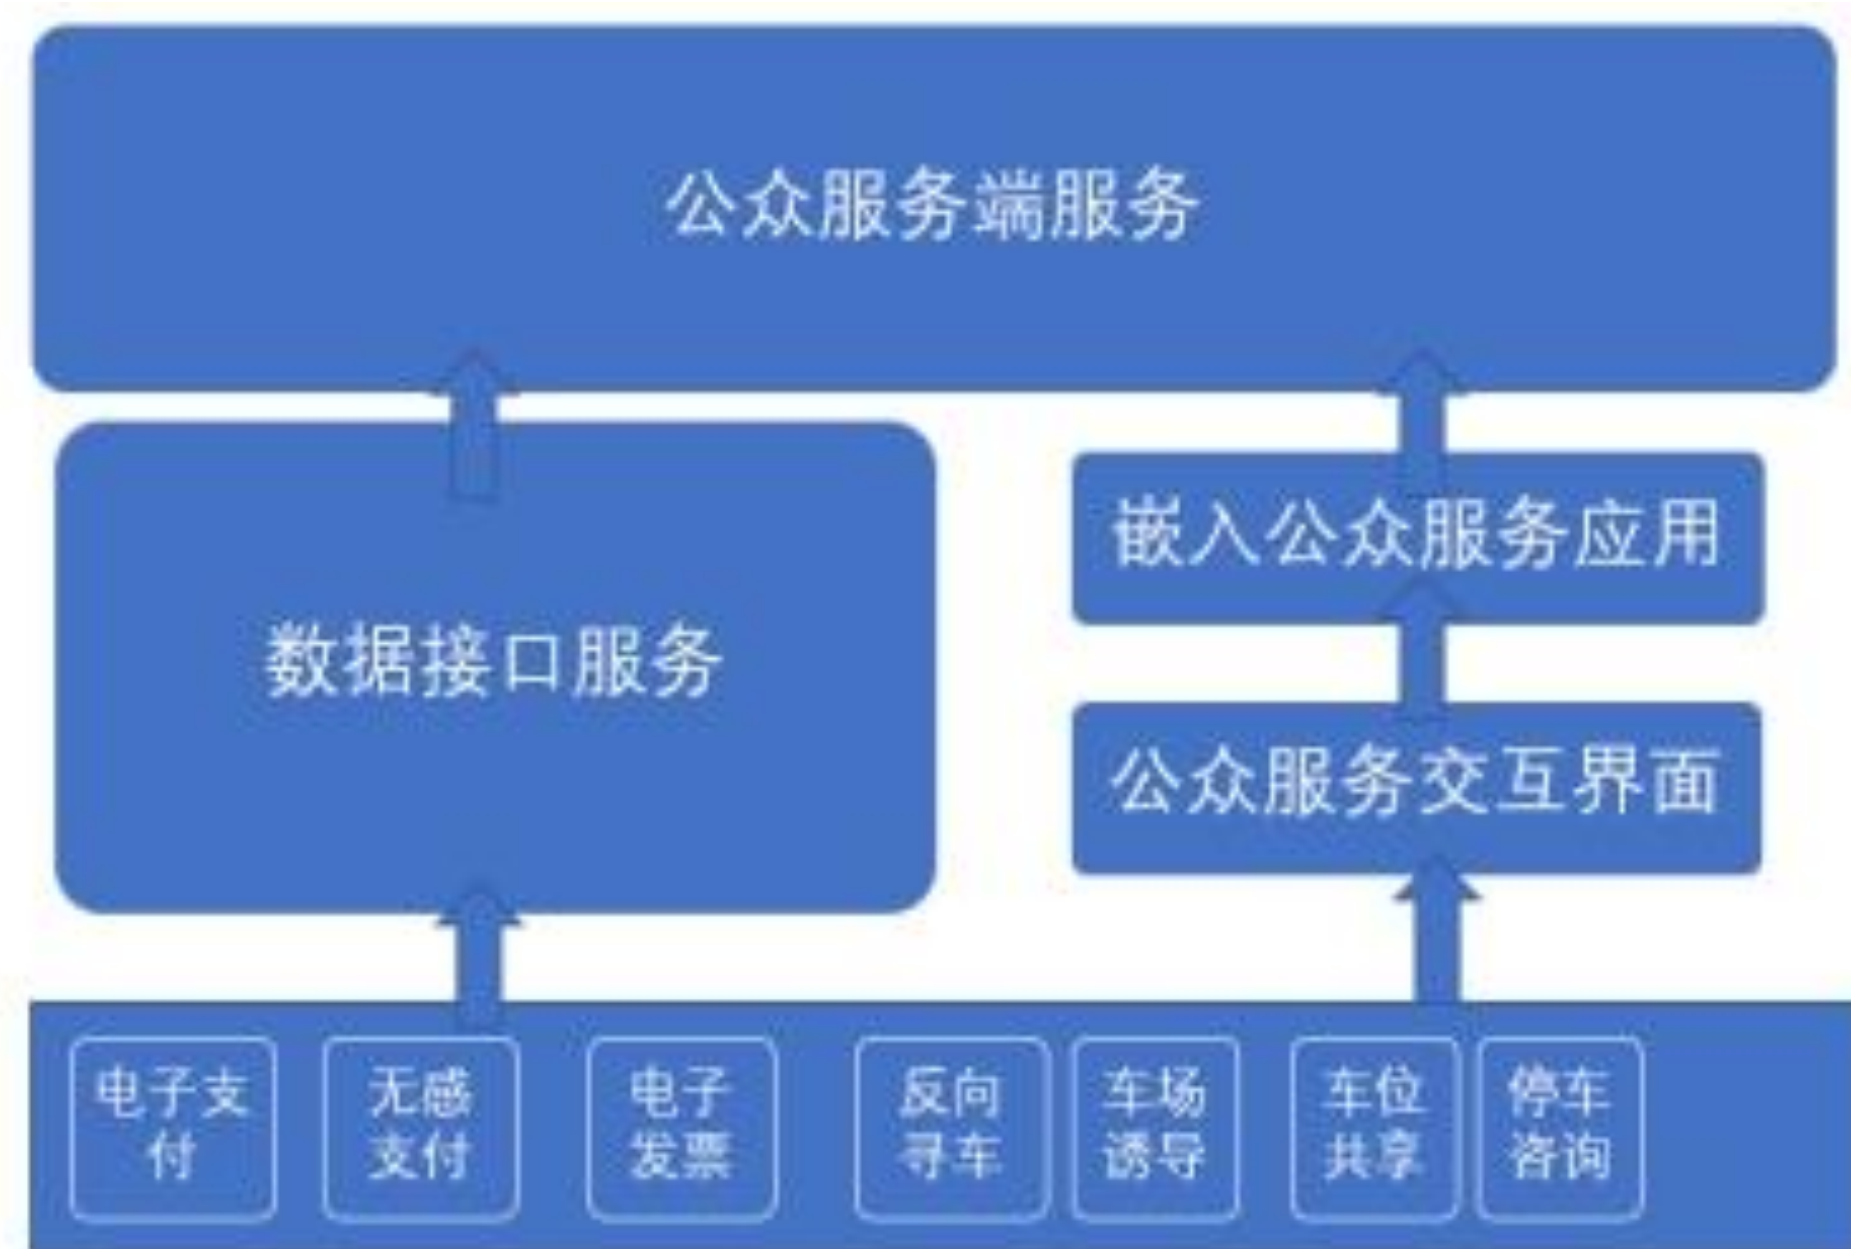 公众服务端服务
数据接口服务
嵌入公众服务应用
公众服务交互界面
电子支
付
无感
支付
电子
发票
反向
寻车
车场
诱导
车位
共享
停车
咨询